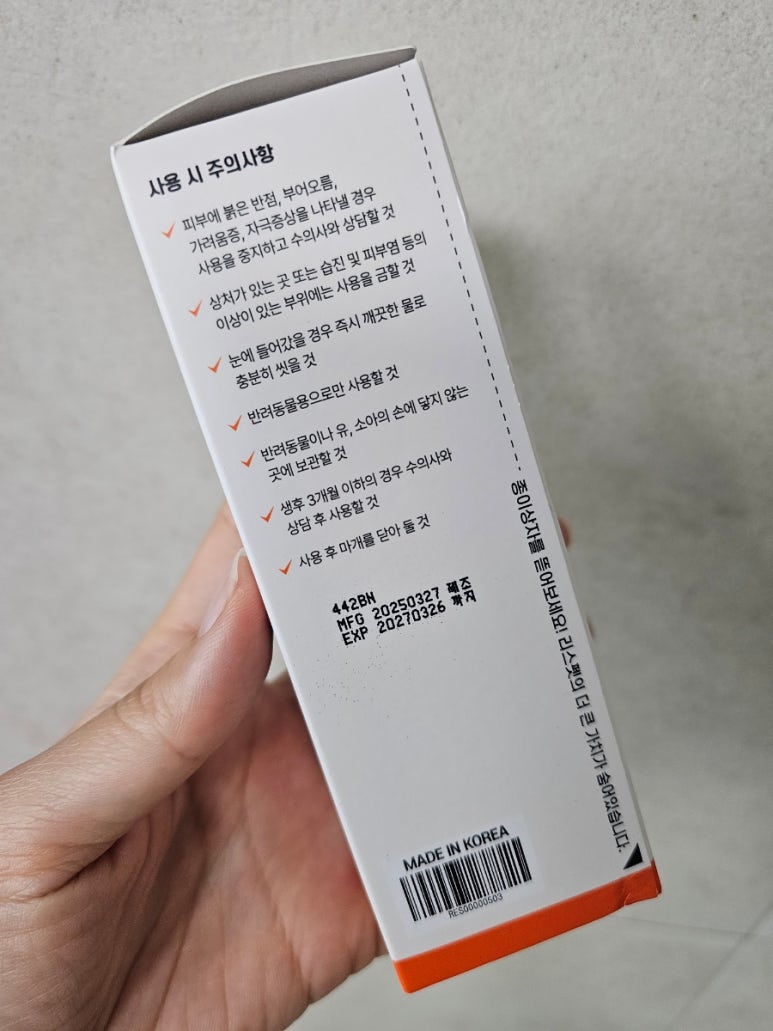 사용 시 주의사항
피부에 붉은 반점, 부어오름,
가려움증, 자극증상을 나타낼 경우
사용을 중지하고 수의사와 상담할 것
상처가 있는 곳 또는 습진 및 피부염 등의
이상이 있는 부위에는 사용을 금할 것
눈에 들어갔을 경우 즉시 깨끗한 물로
충분히 씻을 것
반려동물용으로만 사용할 것
반려동물이나 유, 소아의 손에 닿지 않는
곳에 보관할 것
생후 3개월 이하의 경우 수의사와
상담 후 사용할 것
사용 후 마개를 닫아 둘 것
442BN
MFG 20250327 제조
EXP 20270326 까지
종이상자를 뜯어보세요! 리스펫의 더 큰 가치가 숨어있습니다.
MADE IN KOREA
RES00000503